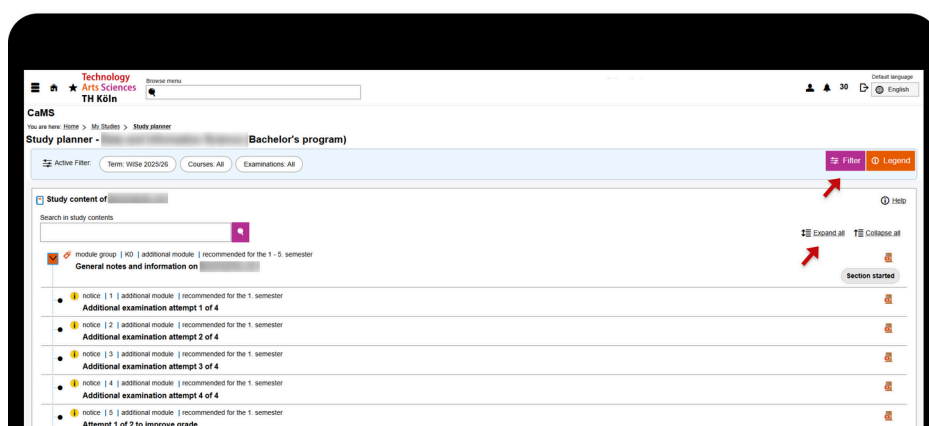 Technology
Arts Sciences
TH Köln
Browse menu
30
Default language
English
CaMS
You are here: Home > My Studies > Study planner
Study planner - Bachelor's program)
Active Filter: Term: WiSe 2025/26 Courses: All Examinations: All
Filter
Legend
Study content of
Help
Search in study contents
Expand all
Collapse all
module group | K0 | additional module | recommended for the 1 - 5. semester
General notes and information on
Section started
notice | 1 | additional module | recommended for the 1. semester
Additional examination attempt 1 of 4
notice | 2 | additional module | recommended for the 1. semester
Additional examination attempt 2 of 4
notice | 3 | additional module | recommended for the 1. semester
Additional examination attempt 3 of 4
notice | 4 | additional module | recommended for the 1. semester
Additional examination attempt 4 of 4
notice | 5 | additional module | recommended for the 1. semester
Attempt 1 of 2 to improve grade